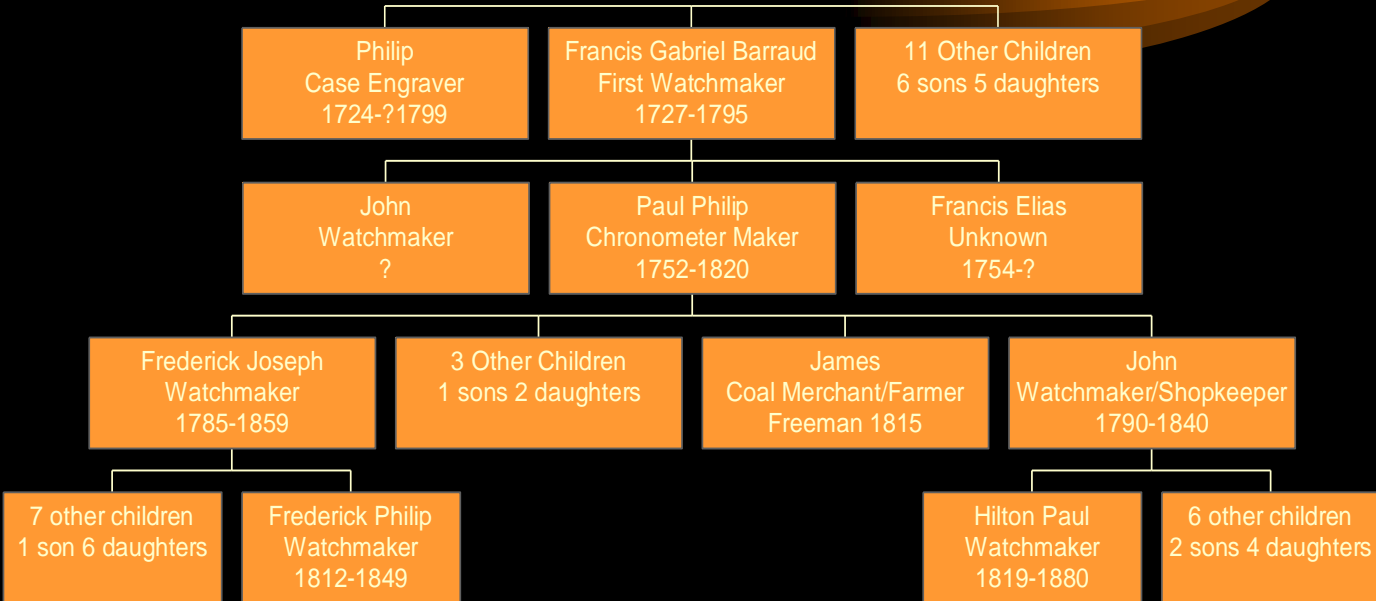 Philip
Case Engraver
1724-?1799
Francis Gabriel Barraud
First Watchmaker
1727-1795
11 Other Children
6 sons 5 daughters
John
Watchmaker
?
Paul Philip
Chronometer Maker
1752-1820
Francis Elias
Unknown
1754-?
Frederick Joseph
Watchmaker
1785-1859
3 Other Children
1 sons 2 daughters
James
Coal Merchant/Farmer
Freeman 1815
John
Watchmaker/Shopkeeper
1790-1840
7 other children
1 son 6 daughters
Frederick Philip
Watchmaker
1812-1849
Hilton Paul
Watchmaker
1819-1880
6 other children
2 sons 4 daughters